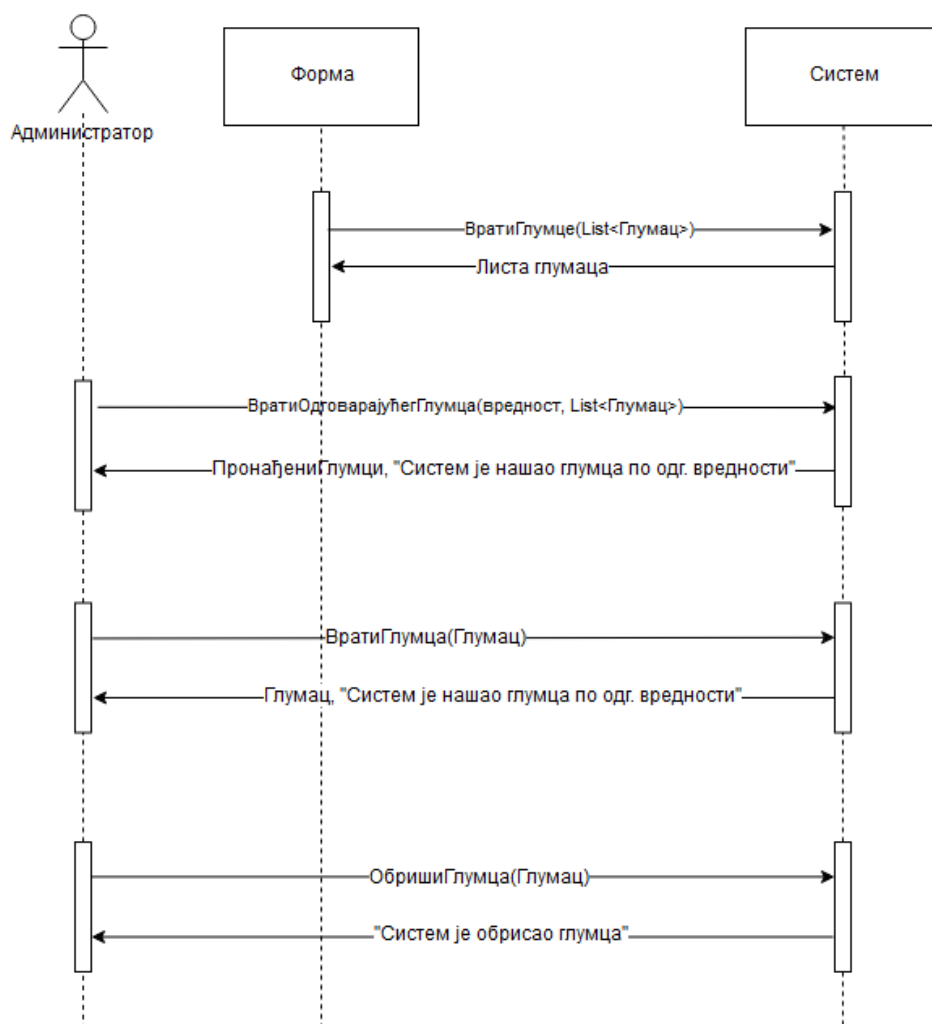 Форма
Систем
Администратор
ВратиГлумце(List<Глумац>)
Листа глумаца
ВратиОдговарајућегГлумца(вредност, List<Глумац>)
ПронађениГлумци, "Систем је нашао глумца по одг. вредности"
ВратиГлумца(Глумац)
Глумац, "Систем је нашао глумца по одг. вредности"
ОбришиГлумца(Глумац)
"Систем је обрисао глумца"